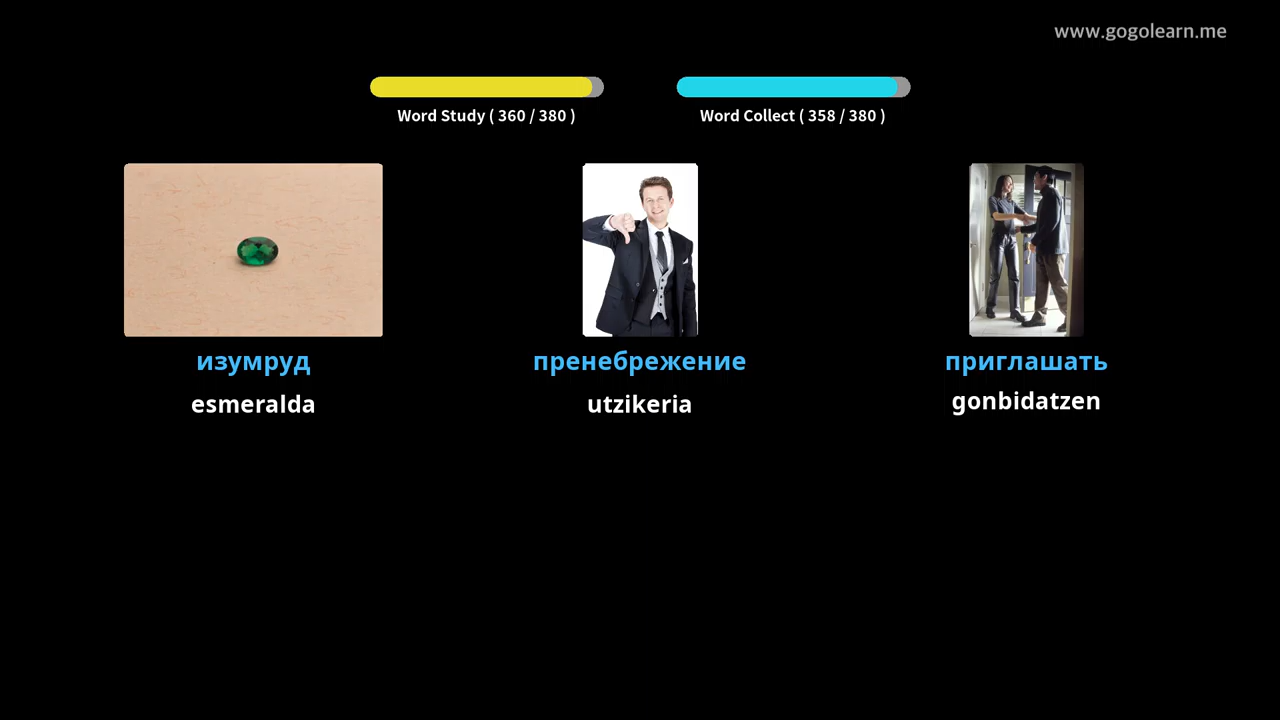 www.gogolearn.me
Word Study ( 360 / 380 )
Word Collect ( 358 / 380 )
изумруд
пренебрежение
приглашать
esmeralda
utzikeria
gonbidatzen